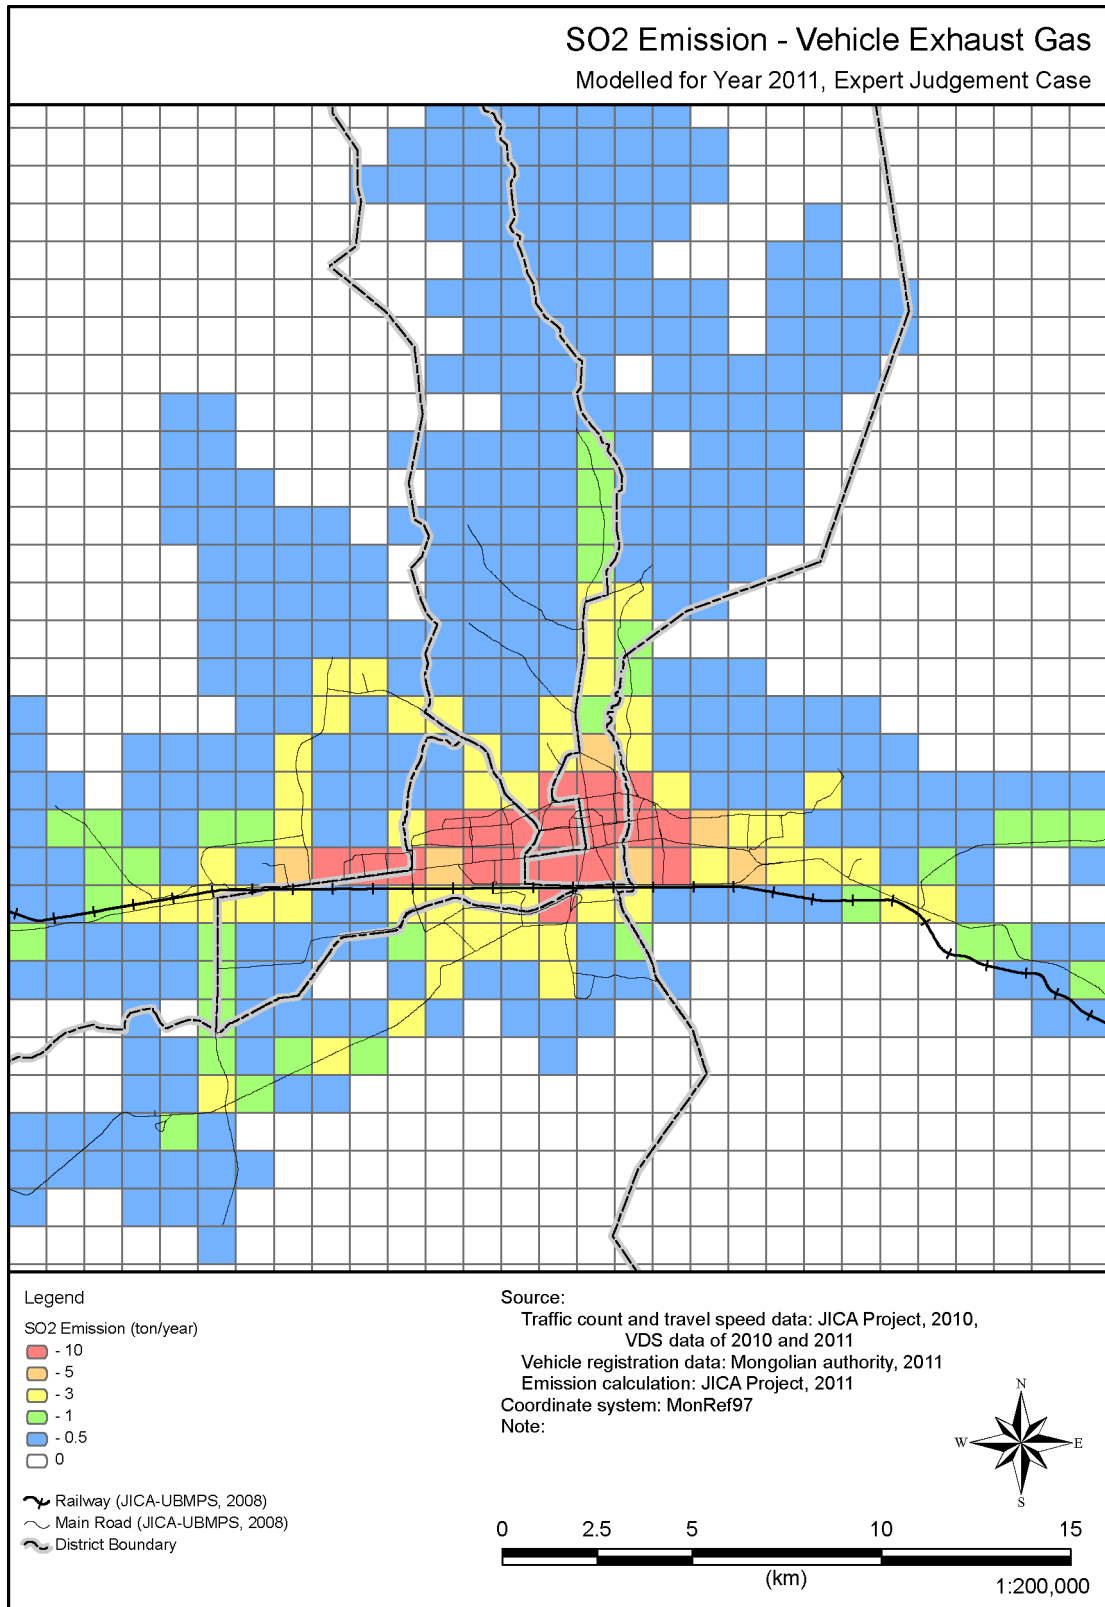 SO2 Emission - Vehicle Exhaust Gas
Modelled for Year 2011, Expert Judgement Case
Legend
SO2 Emission (ton/year)
- 10
- 5
- 3
- 1
- 0.5
0
Railway (JICA-UBMPS, 2008)
Main Road (JICA-UBMPS, 2008)
District Boundary
Source:
Traffic count and travel speed data: JICA Project, 2010,
VDS data of 2010 and 2011
Vehicle registration data: Mongolian authority, 2011
Emission calculation: JICA Project, 2011
Coordinate system: MonRef97
Note:
N
W E
S
0 2.5 5 10 15
(km)
1:200,000